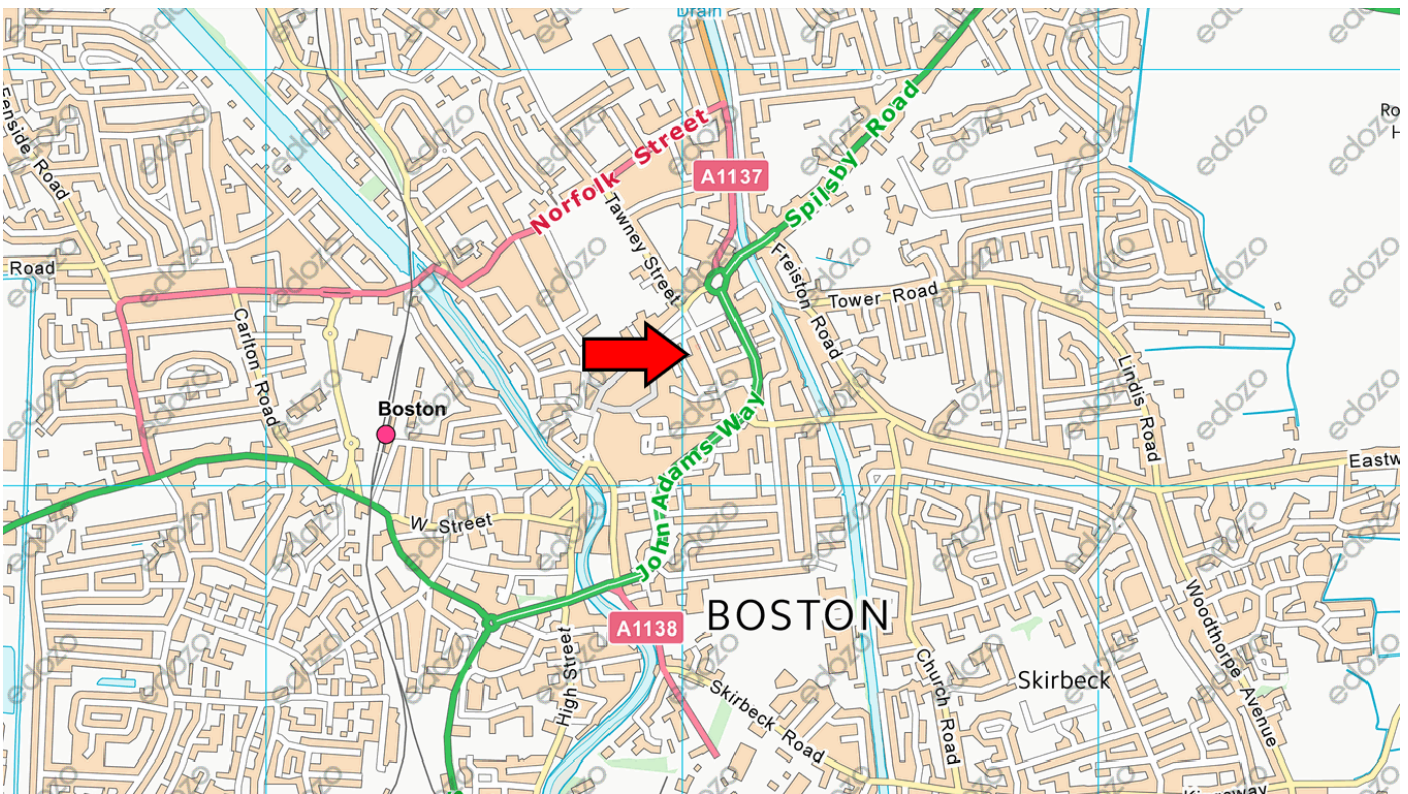 Drain
Fenside Road
Norfolk Street
A1137
Spilsby Road
Tawney Street
Freiston Road
Road
Tower Road
Carlton Road
Lindis Road
Boston
John Adams Way
W Street
A1138
BOSTON
High Street
Woodthorpe Avenue
Skirbeck
Church Road
Skirbeck Road
edozo